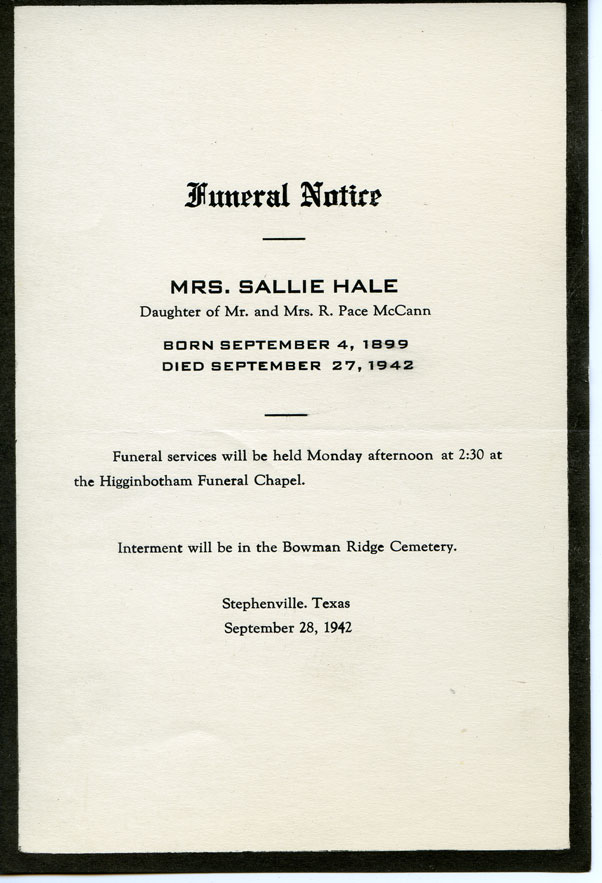 Funeral Notice
MRS. SALLIE HALE
Daughter of Mr. and Mrs. R. Pace McCann
BORN SEPTEMBER 4, 1899
DIED SEPTEMBER 27, 1942
Funeral services will be held Monday afternoon at 2:30 at
the Higginbotham Funeral Chapel.
Interment will be in the Bowman Ridge Cemetery.
Stephenville. Texas
September 28, 1942